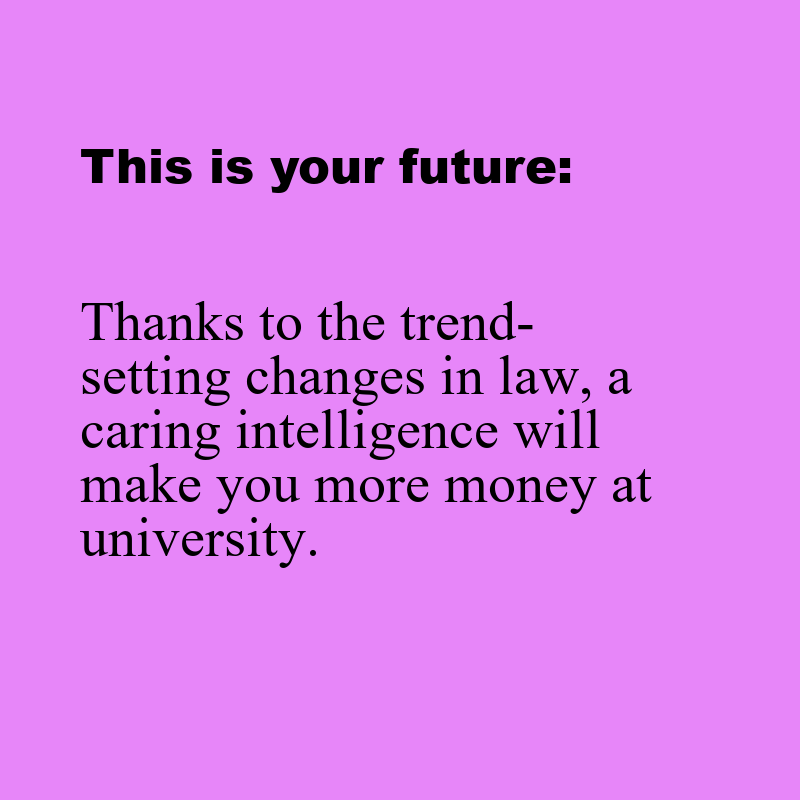 This is your future:
Thanks to the trend-
setting changes in law, a
caring intelligence will
make you more money at
university.